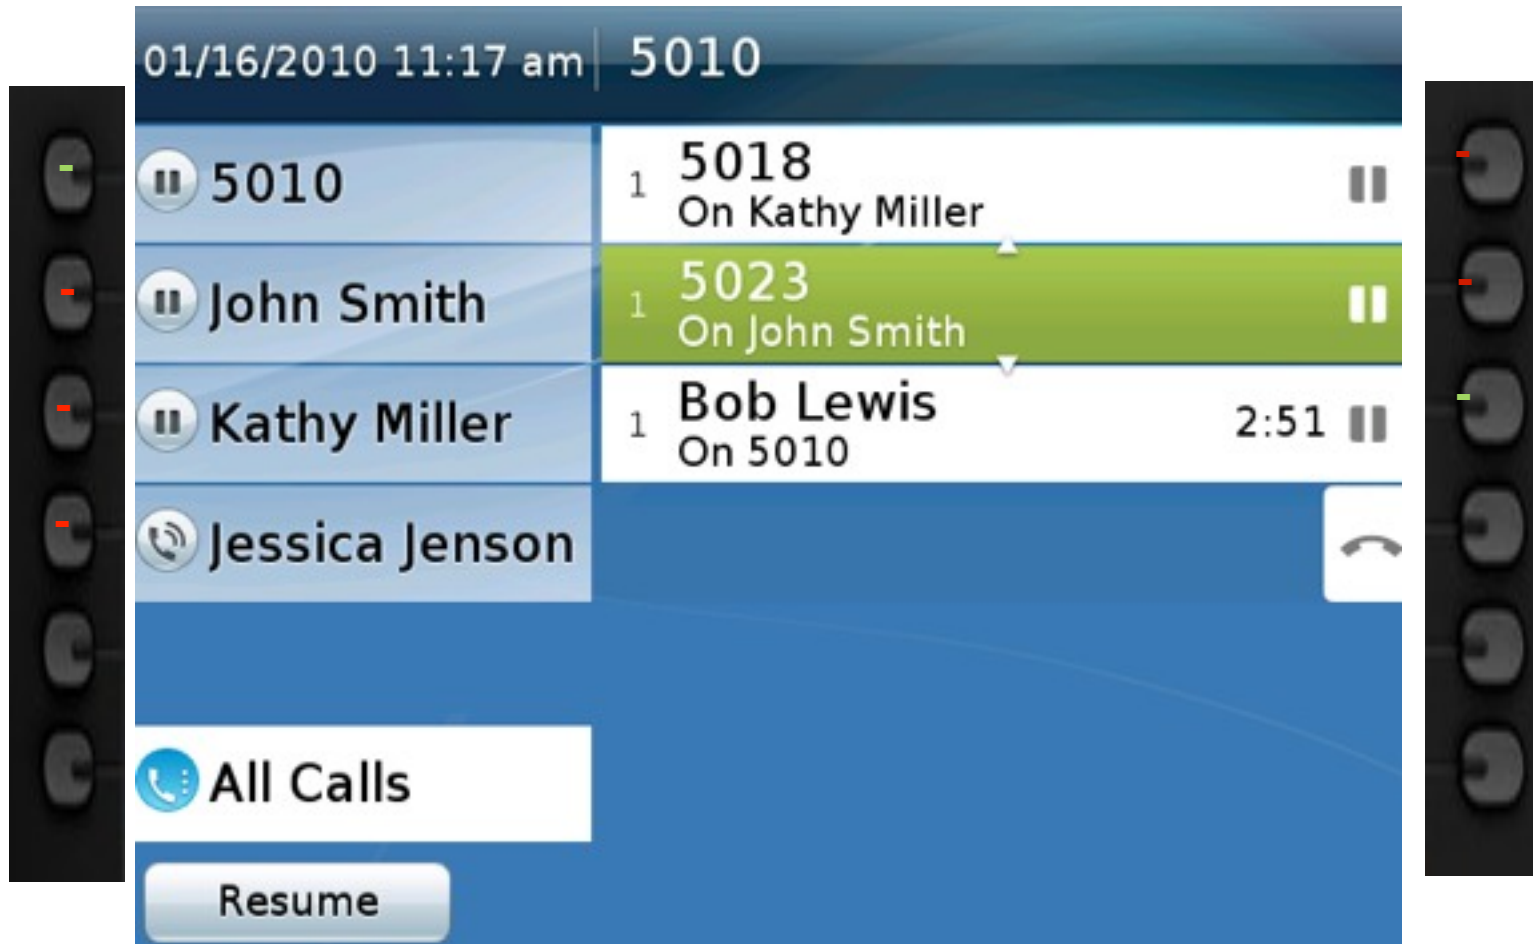 01/16/2010 11:17 am 5010
5010
John Smith
Kathy Miller
Jessica Jenson
All Calls
1 5018
On Kathy Miller
1 5023
On John Smith
1 Bob Lewis 2:51
On 5010
Resume